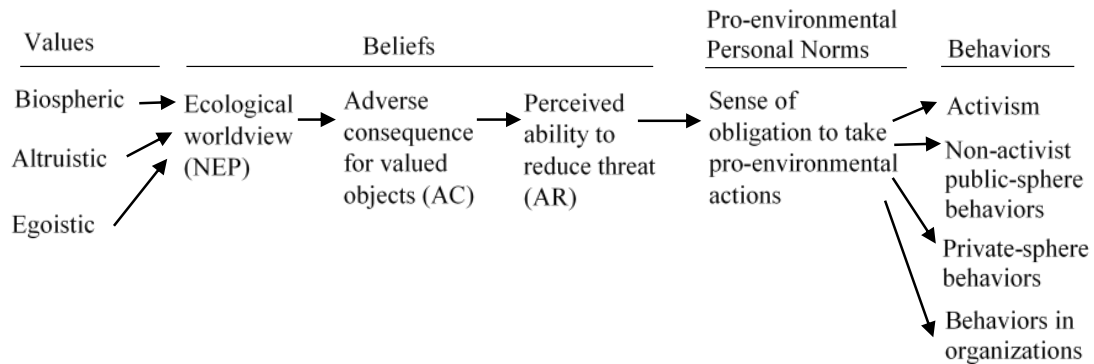 Values
Beliefs
Pro-environmental
Personal Norms
Behaviors
Biospheric
Altruistic
Egoistic
Ecological
worldview
(NEP)
Adverse
consequence
for valued
objects (AC)
Perceived
ability to
reduce threat
(AR)
Sense of
obligation to take
pro-environmental
actions
Activism
Non-activist
public-sphere
behaviors
Private-sphere
behaviors
Behaviors in
organizations